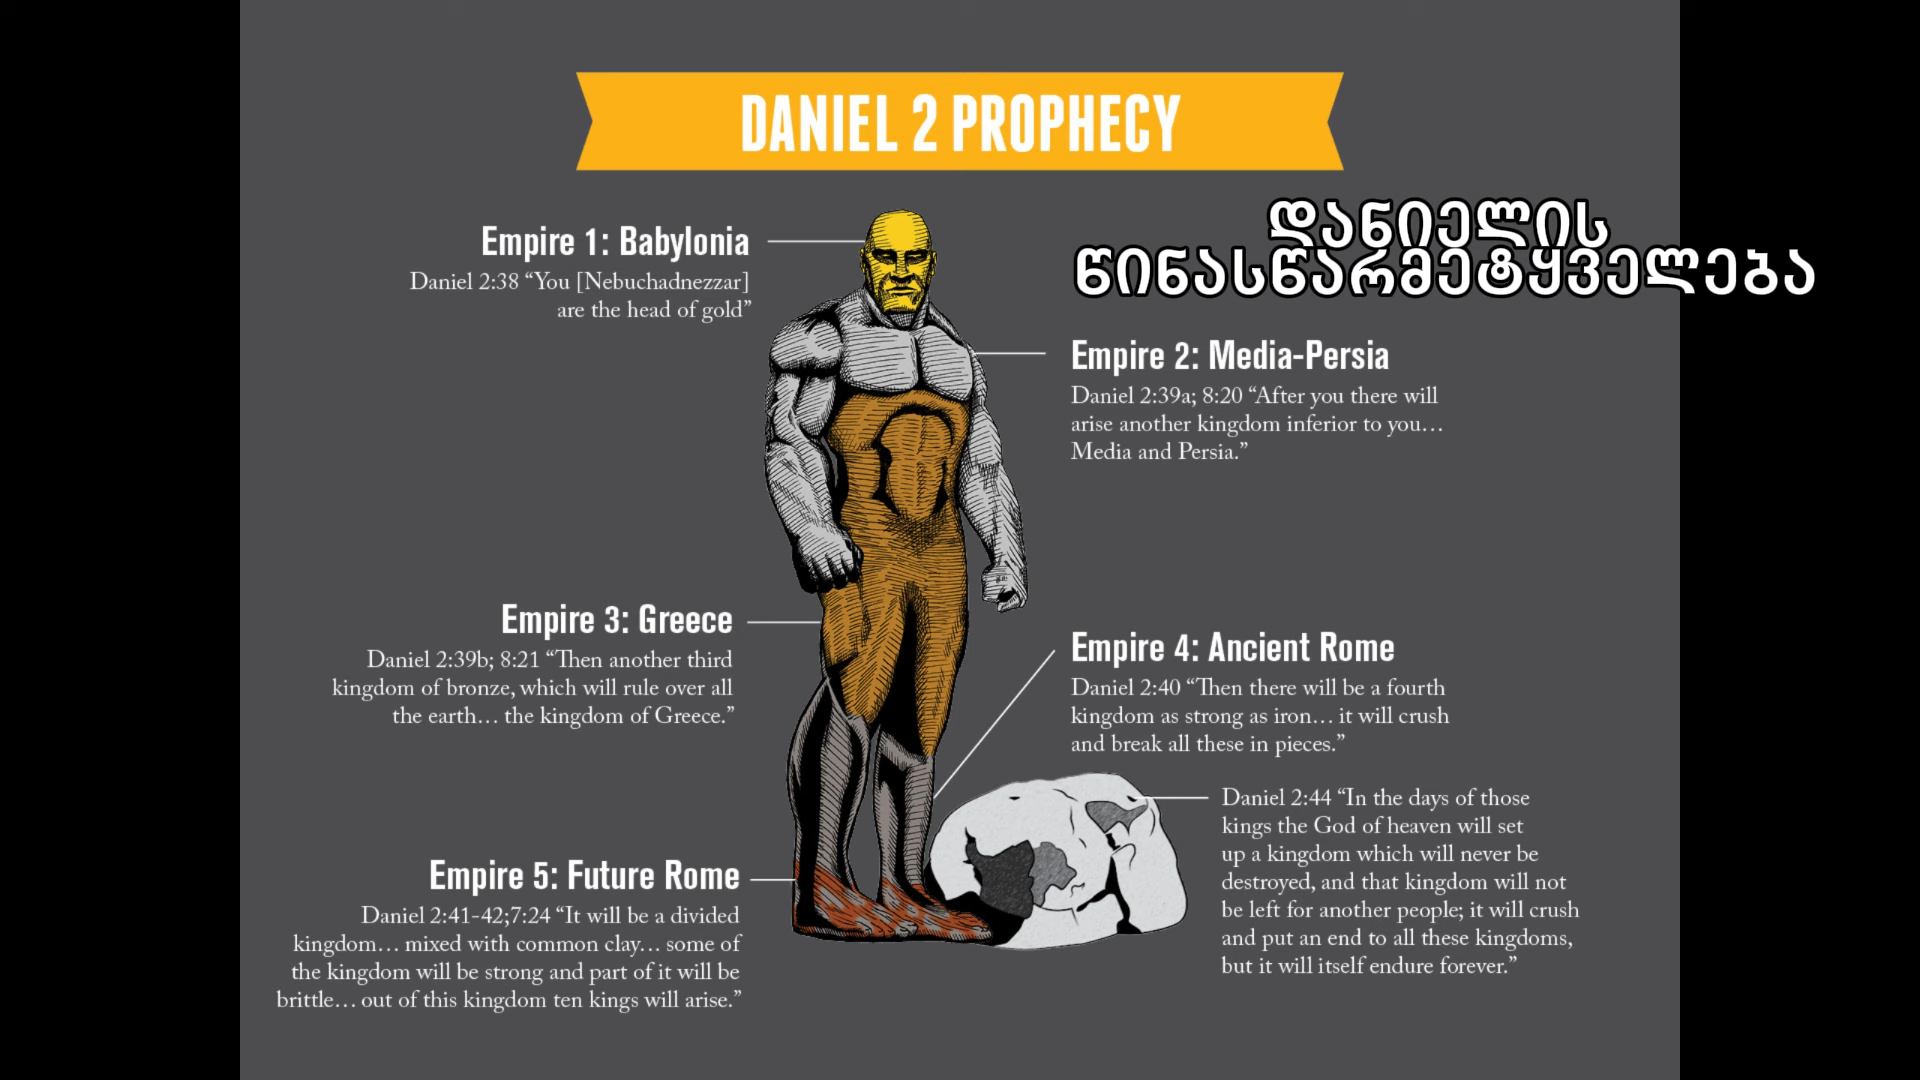 DANIEL 2 PROPHECY
დანიელის
წინასწარმეტყველება
Empire 1: Babylonia
Daniel 2:38 “You [Nebuchadnezzar]
are the head of gold”
Empire 2: Media-Persia
Daniel 2:39a; 8:20 “After you there will
arise another kingdom inferior to you…
Media and Persia.”
Empire 3: Greece
Daniel 2:39b; 8:21 “Then another third
kingdom of bronze, which will rule over all
the earth… the kingdom of Greece.”
Empire 4: Ancient Rome
Daniel 2:40 “Then there will be a fourth
kingdom as strong as iron… it will crush
and break all these in pieces.”
Daniel 2:44 “In the days of those
kings the God of heaven will set
up a kingdom which will never be
destroyed, and that kingdom will not
be left for another people; it will crush
and put an end to all these kingdoms,
but it will itself endure forever.”
Empire 5: Future Rome
Daniel 2:41-42;7:24 “It will be a divided
kingdom… mixed with common clay… some of
the kingdom will be strong and part of it will be
brittle… out of this kingdom ten kings will arise.”